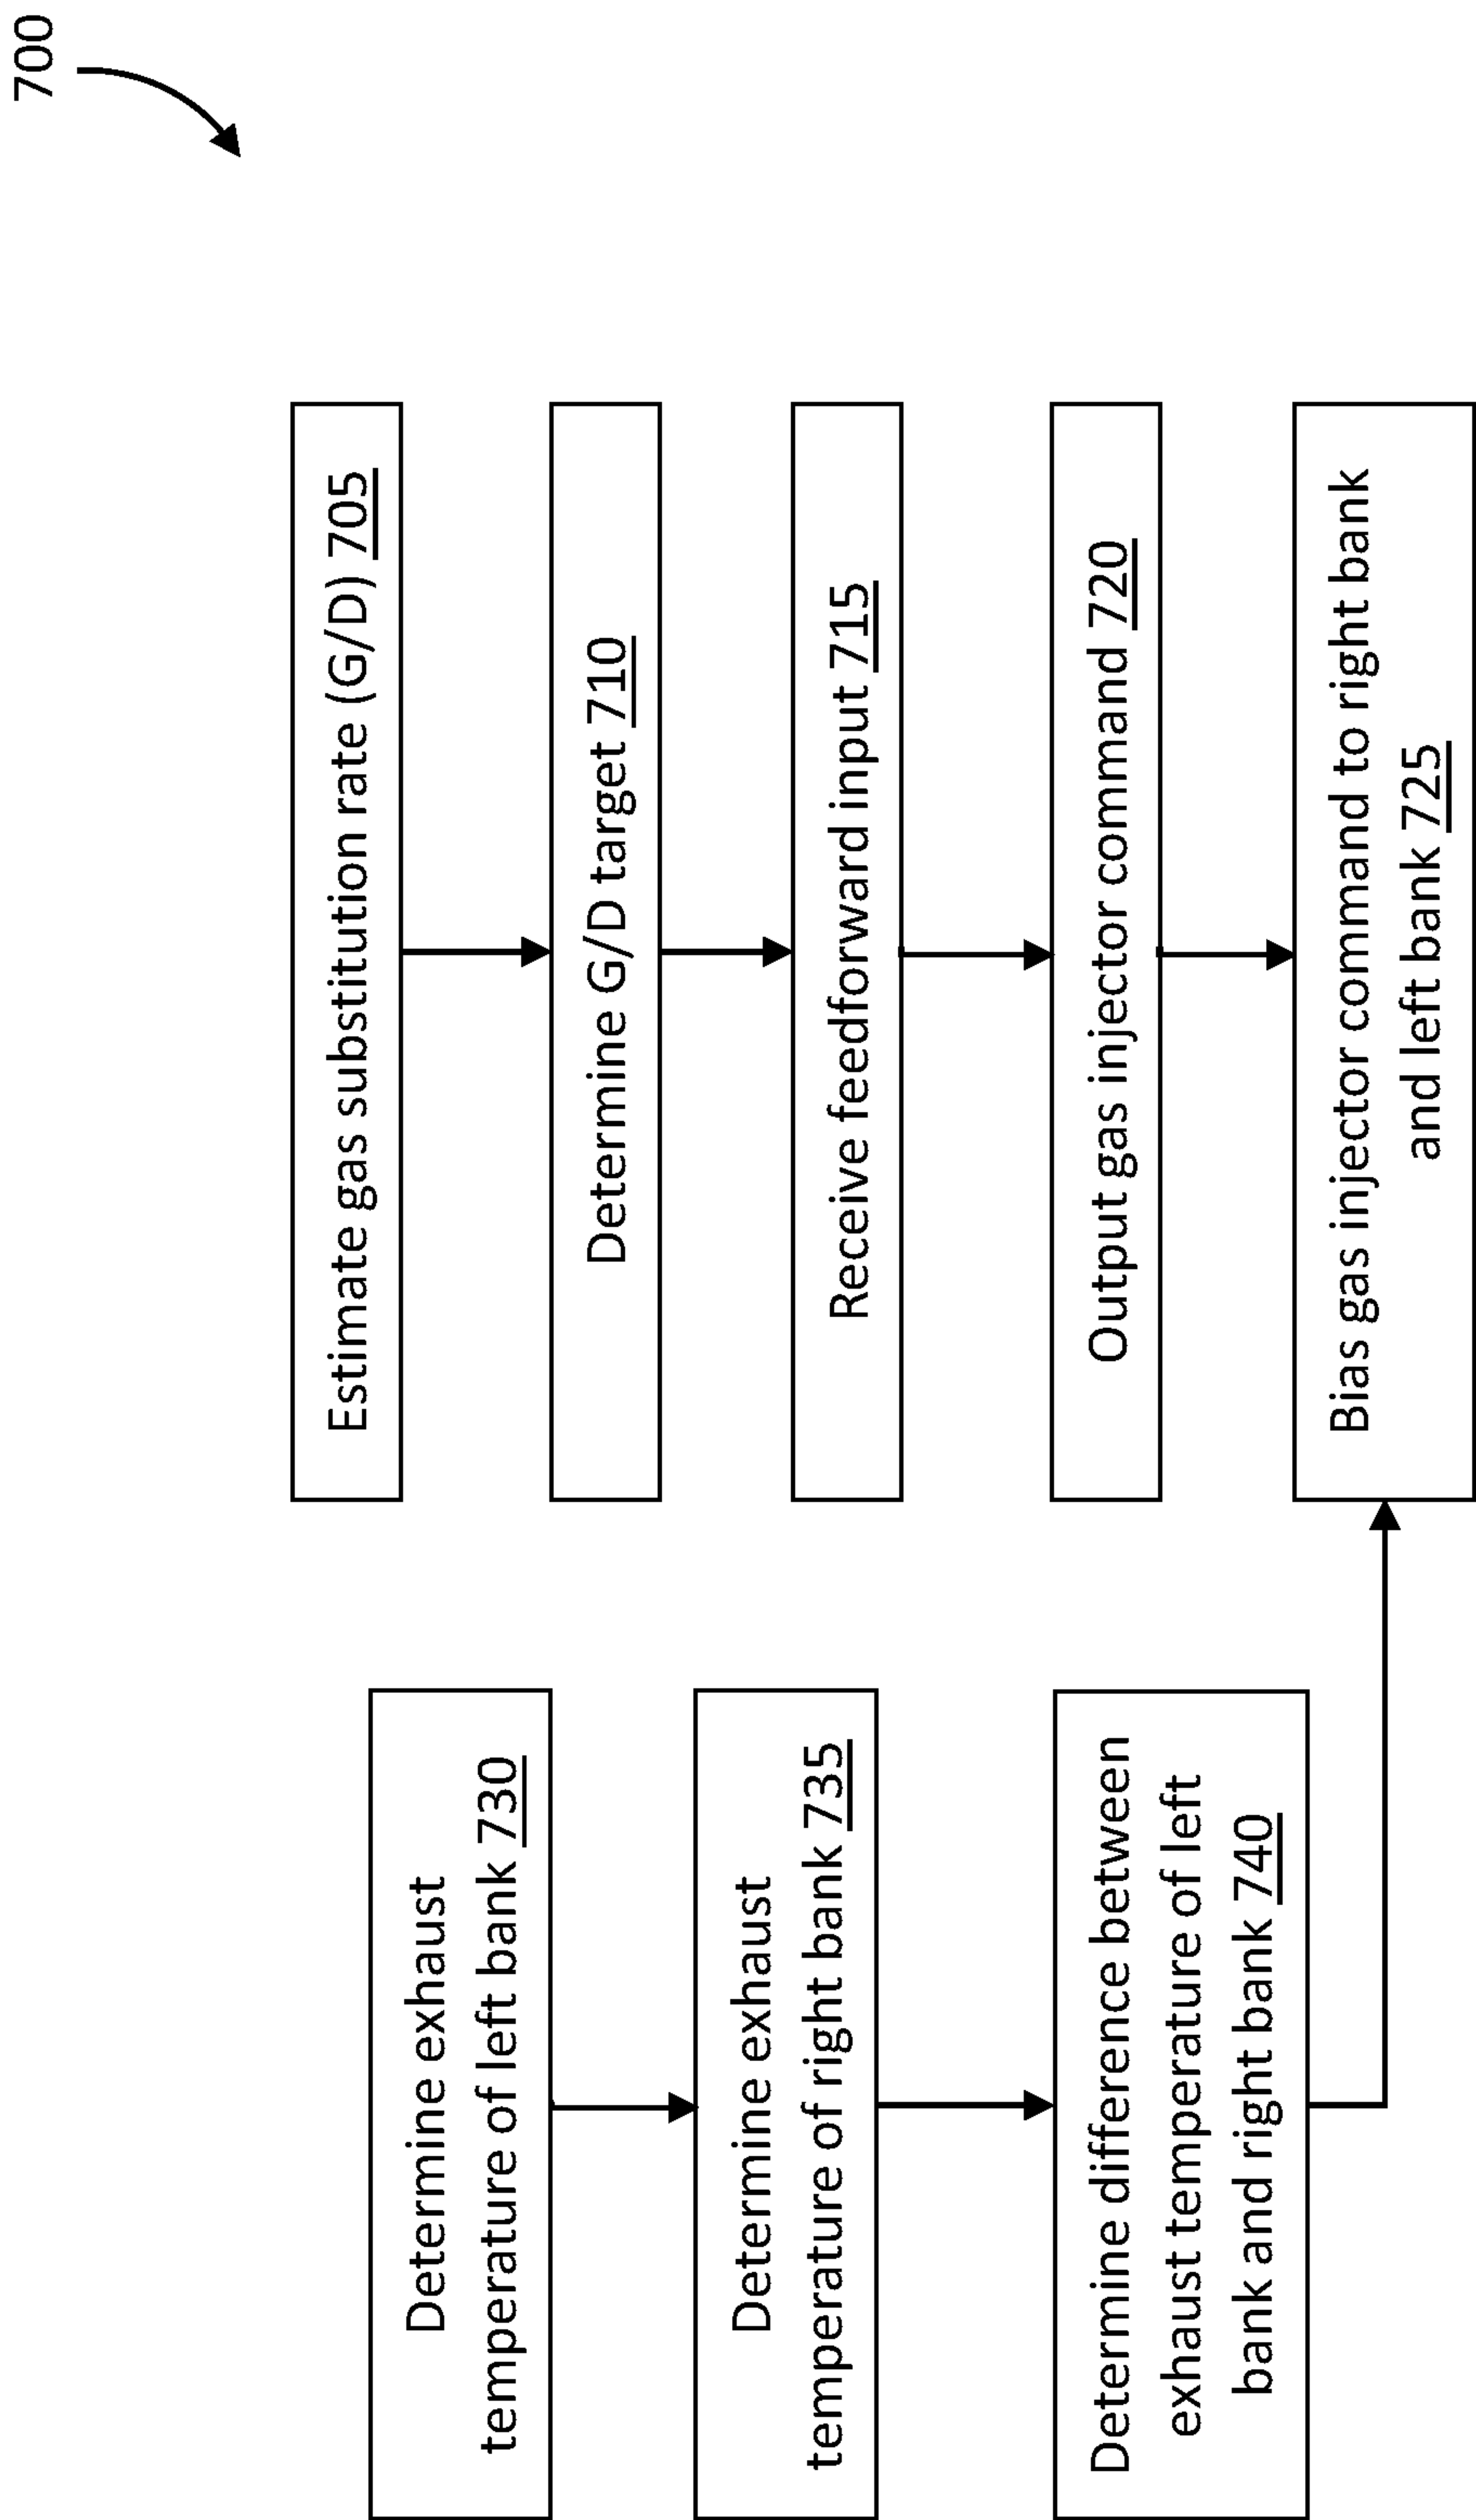 700
Estimate gas substitution rate (G/D) 705
Determine G/D target 710
Receive feedforward input 715
Output gas injector command 720
Bias gas injector command to right bank
and left bank 725
Determine exhaust
temperature of left bank 730
Determine exhaust
temperature of right bank 735
Determine difference between
exhaust temperature of left
bank and right bank 740